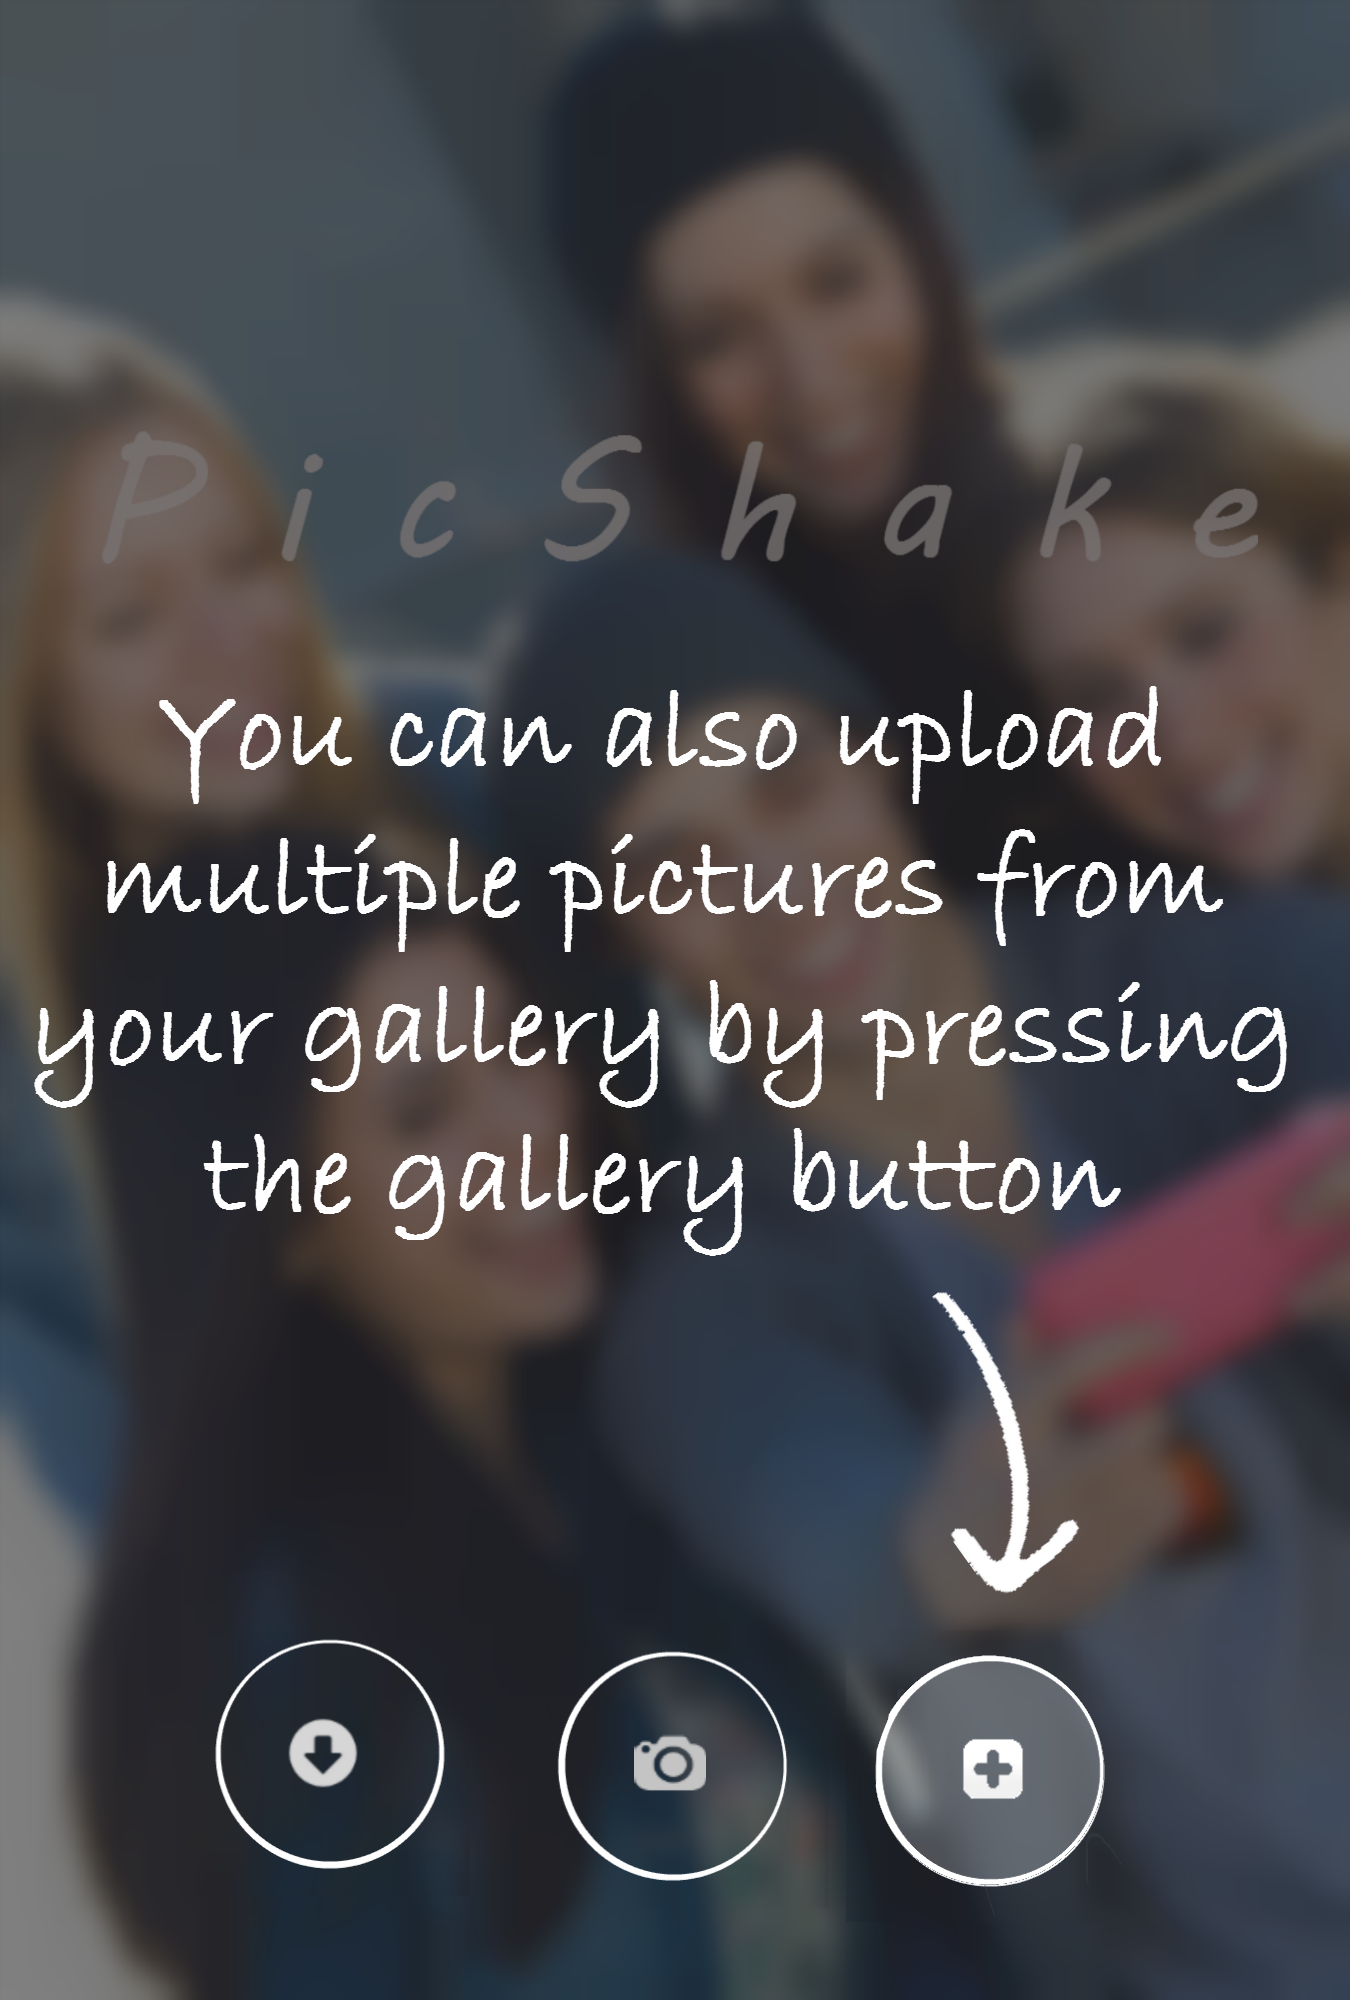 PicShake
You can also upload
multiple pictures from
your gallery by pressing
the gallery button